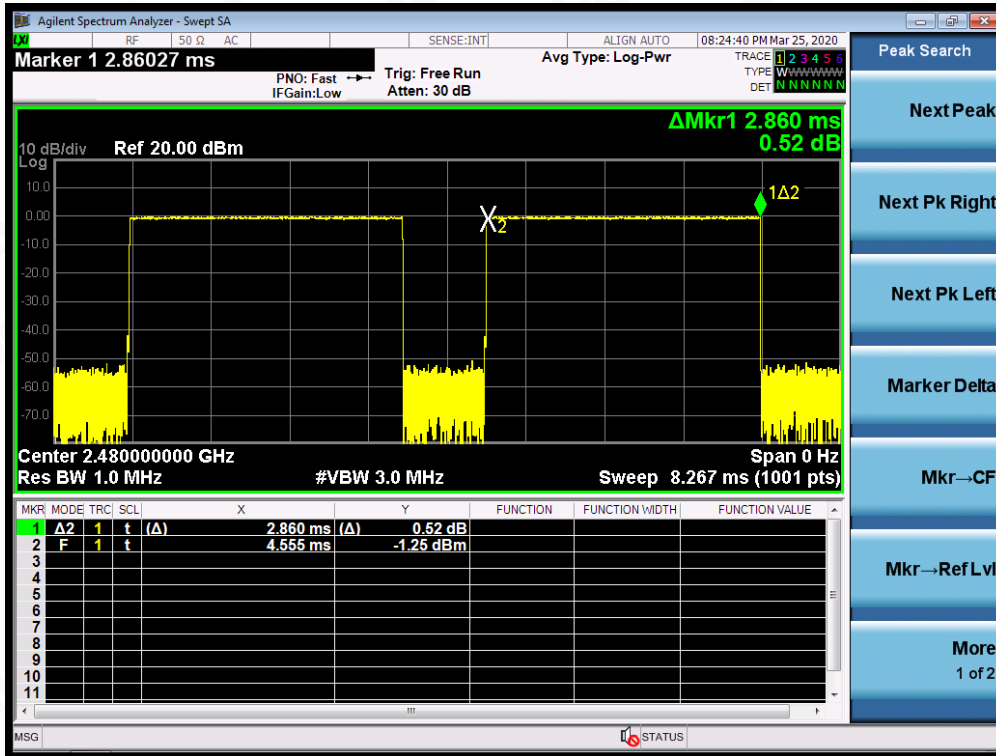 Agilent Spectrum Analyzer - Swept SA
LXI RF 50 Ω AC SENSE:INT ALIGN AUTO 08:24:40 PM Mar 25, 2020
Marker 1 2.86027 ms
PNO: Fast
IFGain:Low
Trig: Free Run
Atten: 30 dB
Avg Type: Log-Pwr
TRACE 1 2 3 4 5 6
TYPE WWWWWW
DET N N N N N N
Peak Search
Next Peak
Next Pk Right
Next Pk Left
Marker Delta
Mkr→CF
Mkr→Ref Lvl
More
1 of 2
ΔMkr1 2.860 ms
0.52 dB
10 dB/div Ref 20.00 dBm
Log
10.0
0.00
-10.0
-20.0
-30.0
-40.0
-50.0
-60.0
-70.0
1Δ2
2
Center 2.480000000 GHz Span 0 Hz
Res BW 1.0 MHz #VBW 3.0 MHz Sweep 8.267 ms (1001 pts)
MKR MODE TRC SCL X Y FUNCTION FUNCTION WIDTH FUNCTION VALUE
1 Δ2 1 t (Δ) 2.860 ms (Δ) 0.52 dB
2 F 1 t 4.555 ms -1.25 dBm
3
4
5
6
7
8
9
10
11
MSG STATUS